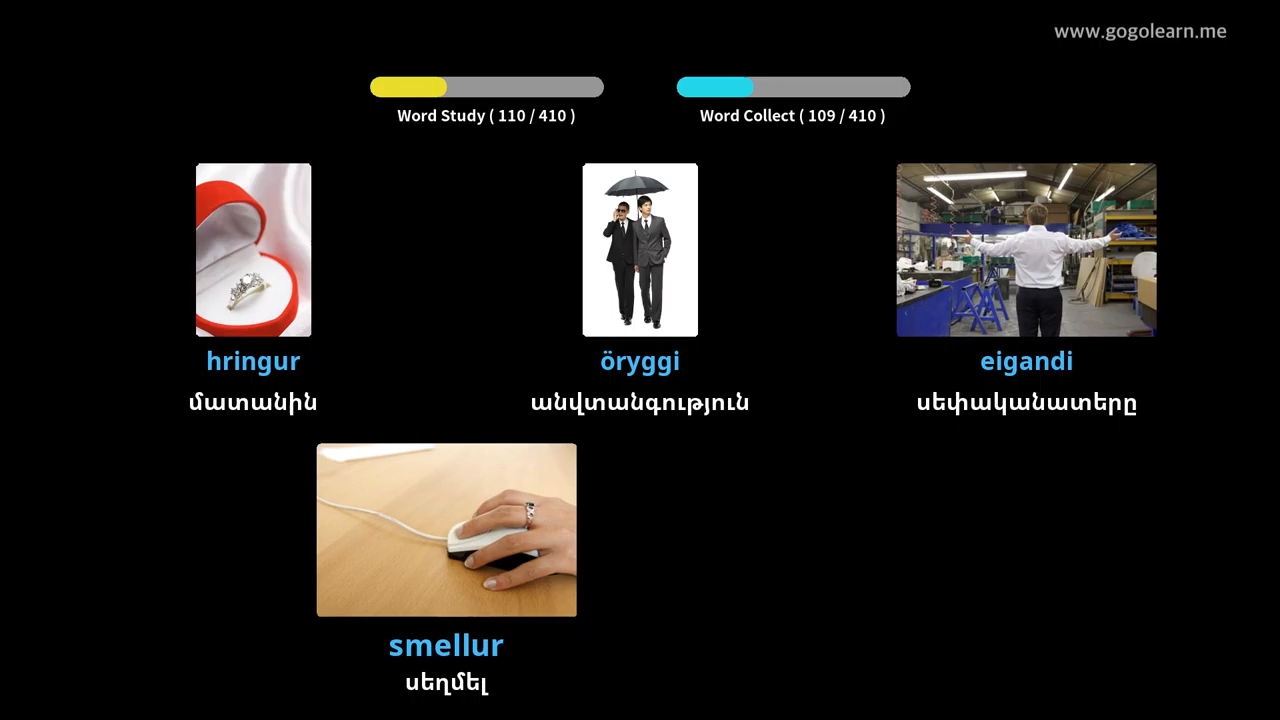 www.gogolearn.me
Word Study ( 110 / 410 )
Word Collect ( 109 / 410 )
hringur
öryggi
eigandi
մատանին
անվտանգություն
սեփականատերը
smellur
սեղմել